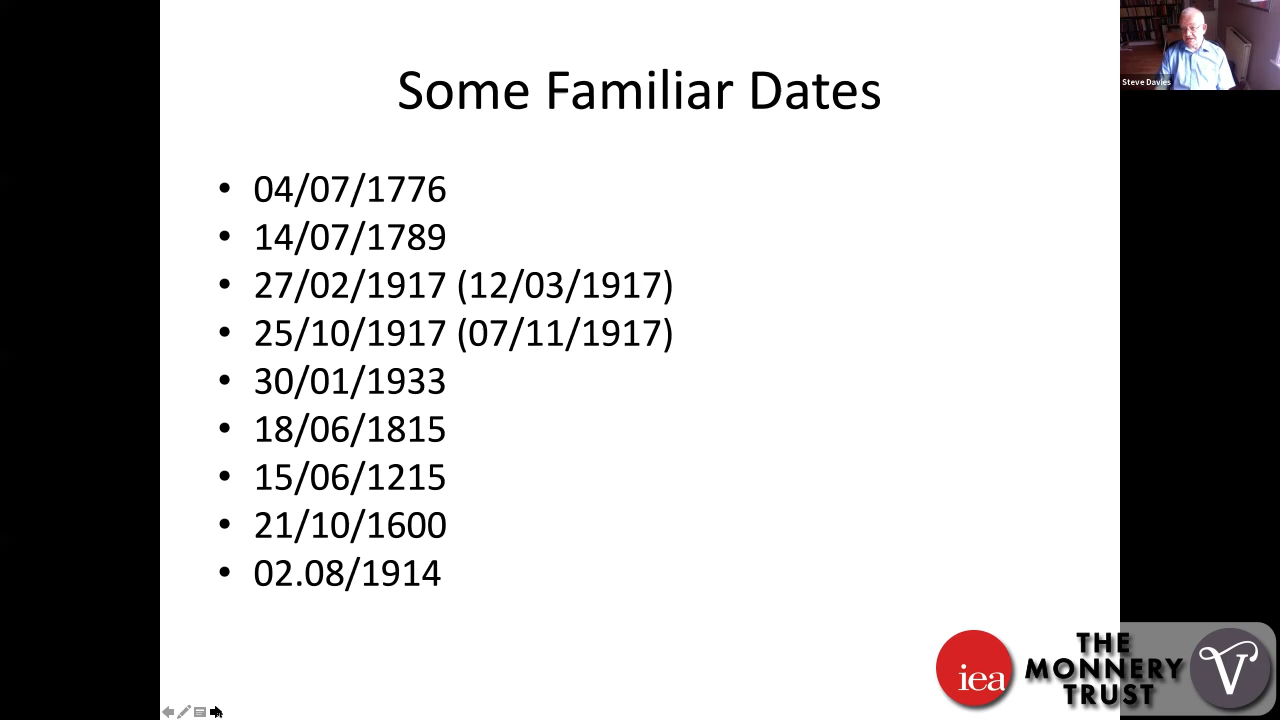 Some Familiar Dates
Steve Davies
• 04/07/1776
• 14/07/1789
• 27/02/1917 (12/03/1917)
• 25/10/1917 (07/11/1917)
• 30/01/1933
• 18/06/1815
• 15/06/1215
• 21/10/1600
• 02.08/1914
iea
THE
MONNERY
TRUST
V